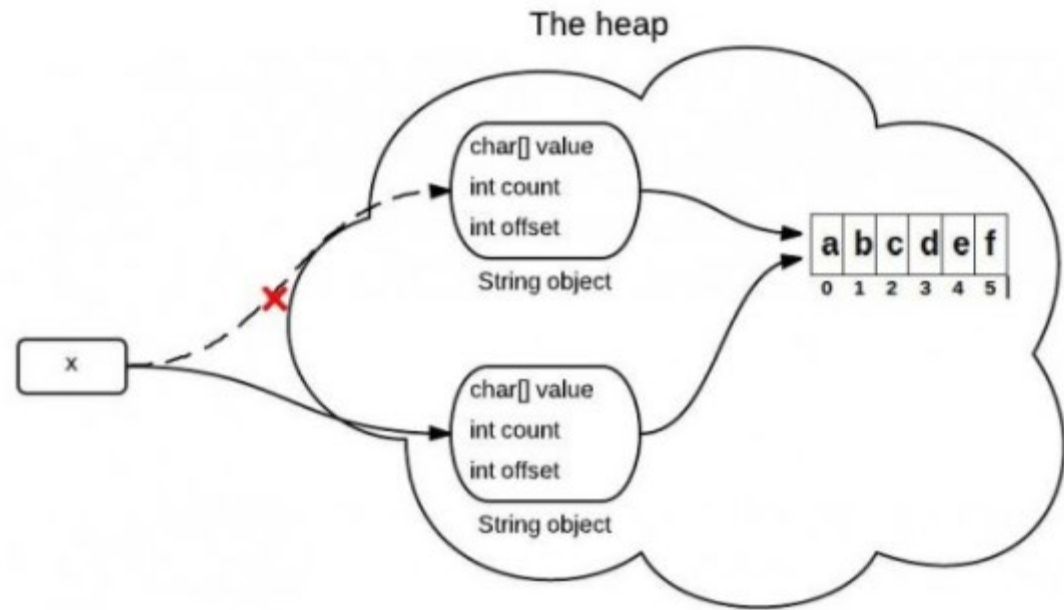 The heap
char[] value
int count
int offset
String object
a b c d e f
0 1 2 3 4 5
x
char[] value
int count
int offset
String object